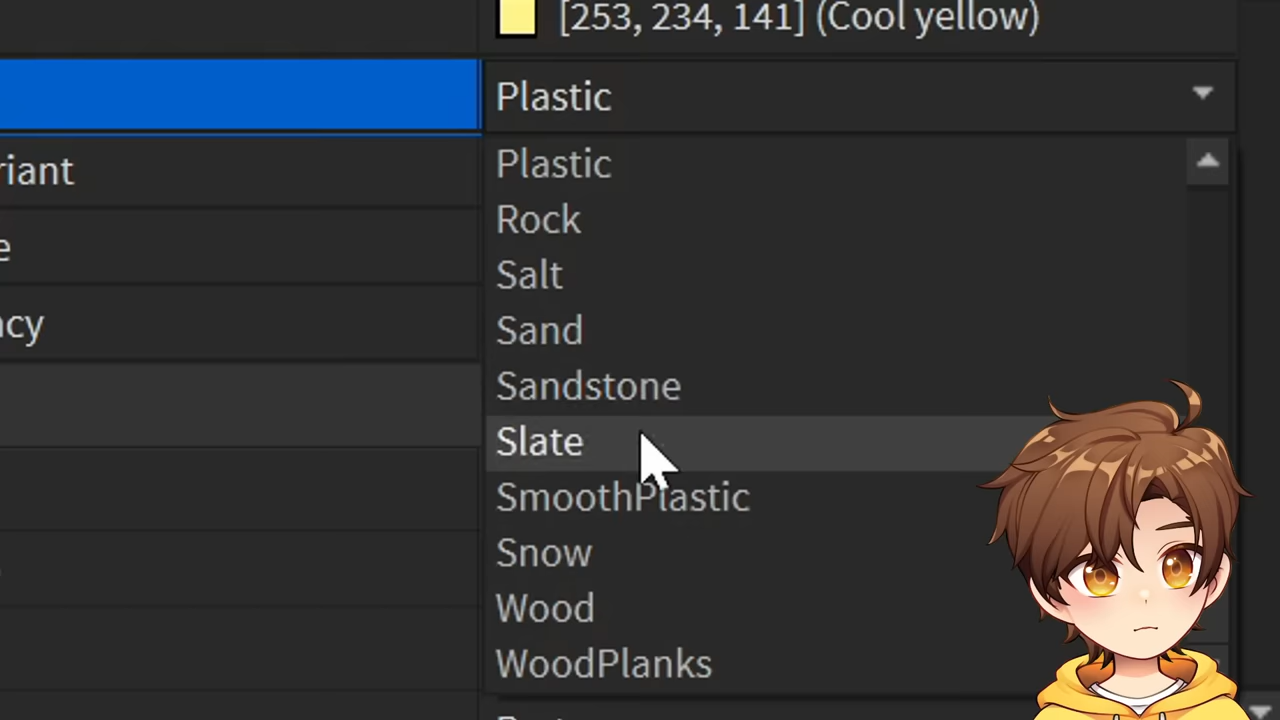 [253, 234, 141] (Cool yellow)
Plastic
Plastic
riant
Rock
e
Salt
ncy
Sand
Sandstone
Slate
SmoothPlastic
Snow
Wood
WoodPlanks